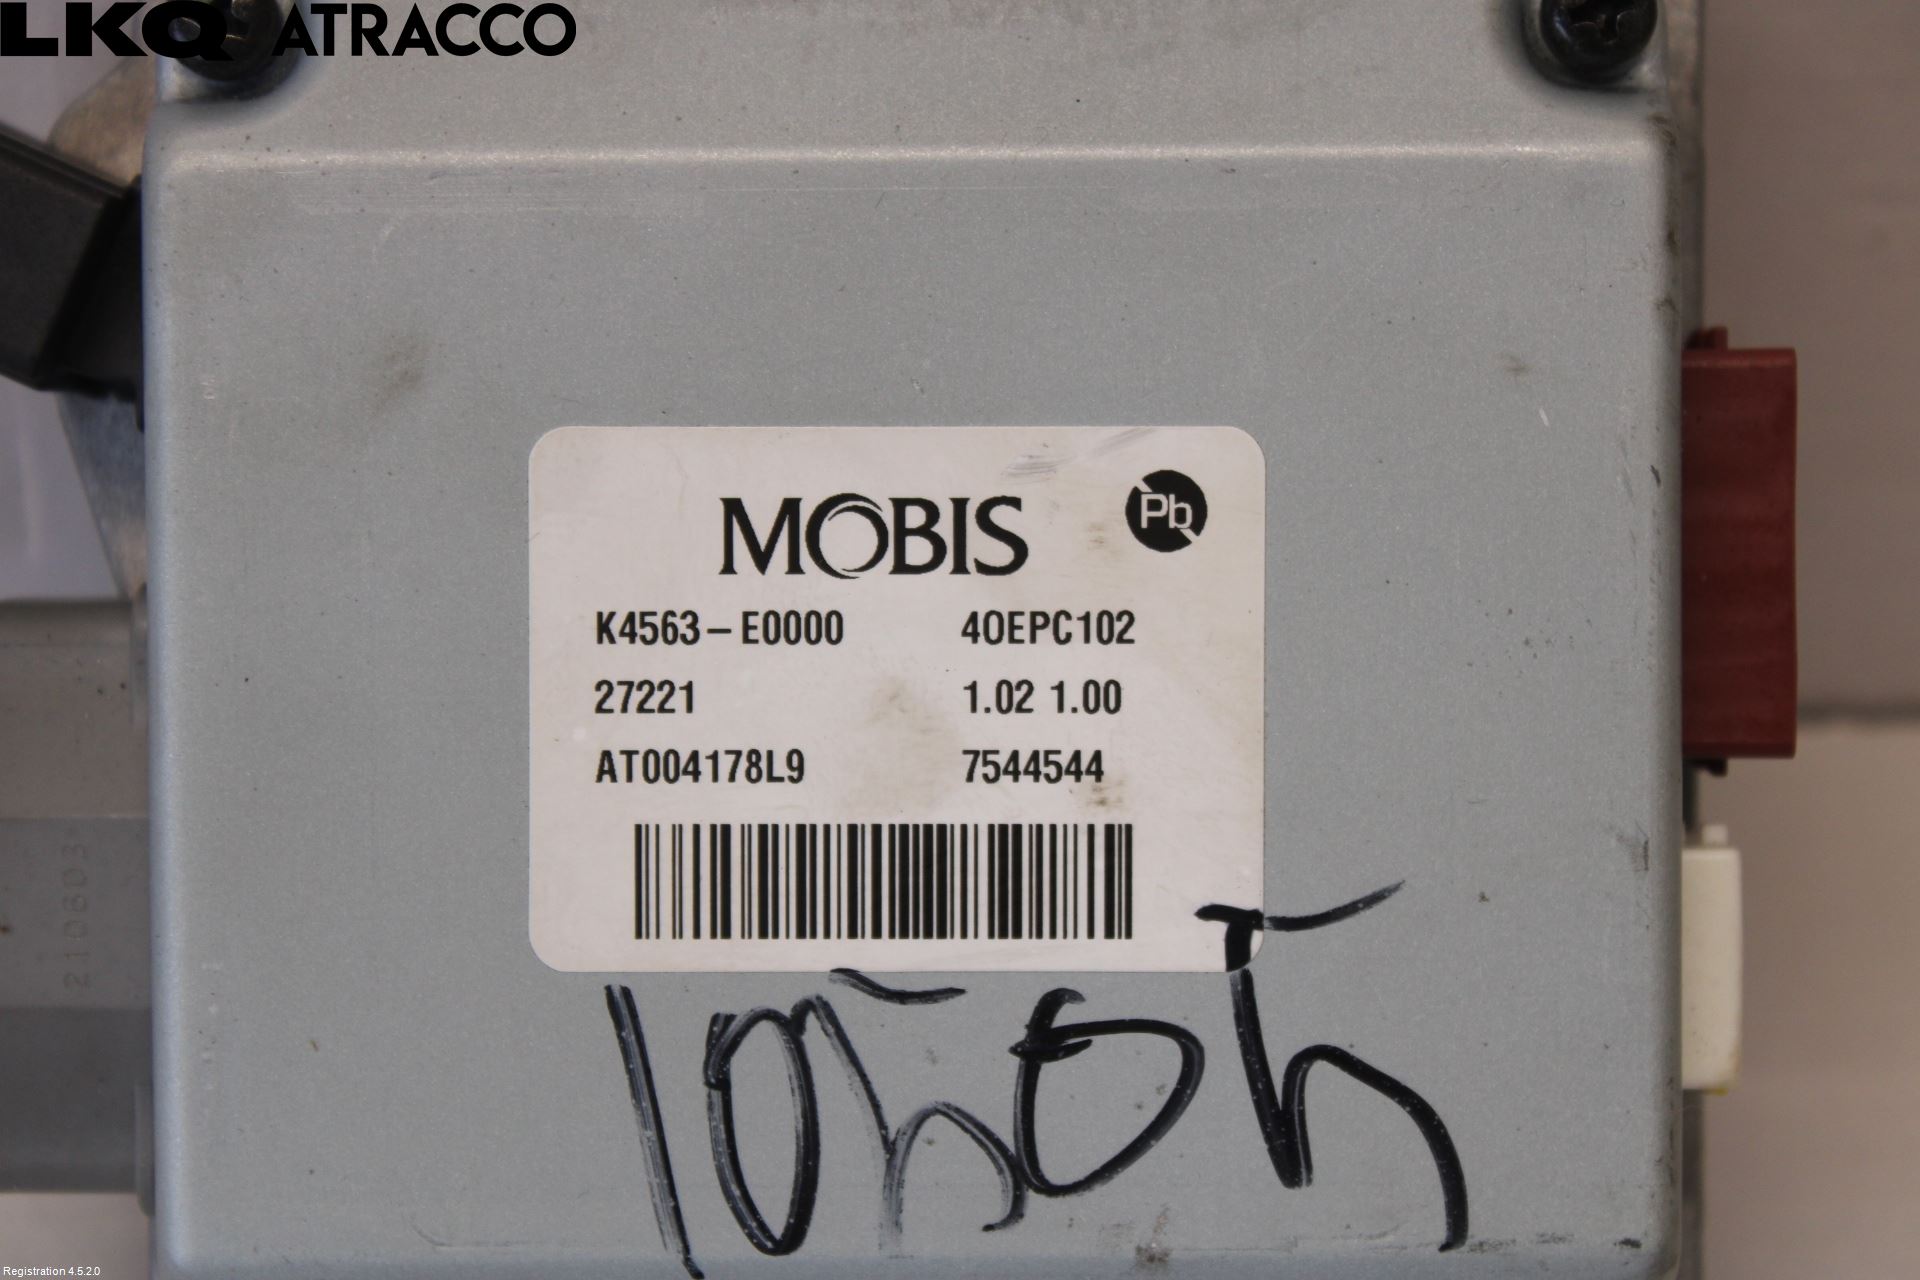 LKQ ATRACCO
MOBIS Pb
K4563-E0000 40EPC102
27221 1.02 1.00
AT004178L9 7544544
210603
Registration 4.5.2.0